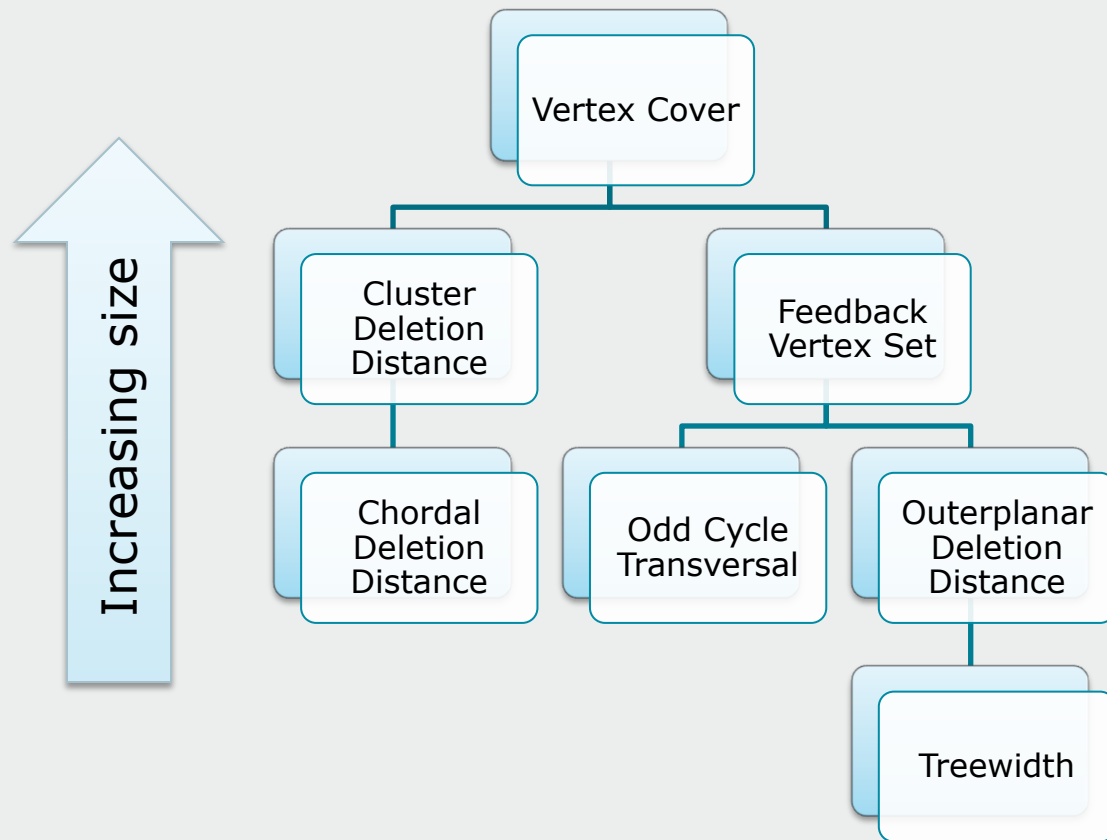 Vertex Cover
Increasing size
Cluster
Deletion
Distance
Feedback
Vertex Set
Chordal
Deletion
Distance
Odd Cycle
Transversal
Outerplanar
Deletion
Distance
Treewidth